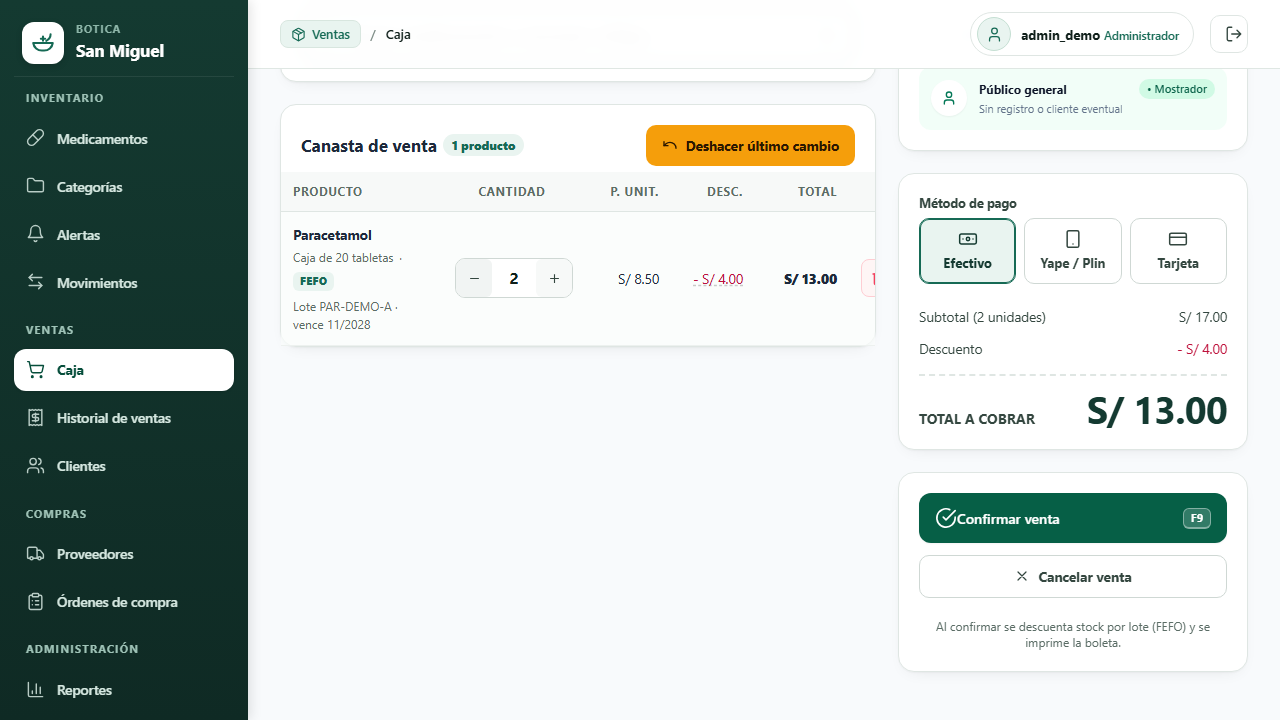 BOTICA
San Miguel
INVENTARIO
Medicamentos
Categorías
Alertas
Movimientos
VENTAS
Caja
Historial de ventas
Clientes
COMPRAS
Proveedores
Órdenes de compra
ADMINISTRACIÓN
Reportes
Ventas / Caja
admin_demo Administrador
Canasta de venta 1 producto
Deshacer último cambio
PRODUCTO CANTIDAD P. UNIT. DESC. TOTAL
Paracetamol
Caja de 20 tabletas ·
FEFO
Lote PAR-DEMO-A ·
vence 11/2028
− 2 + S/ 8.50 - S/ 4.00 S/ 13.00
Público general
Sin registro o cliente eventual
• Mostrador
Método de pago
Efectivo
Yape / Plin
Tarjeta
Subtotal (2 unidades) S/ 17.00
Descuento - S/ 4.00
TOTAL A COBRAR S/ 13.00
Confirmar venta F9
Cancelar venta
Al confirmar se descuenta stock por lote (FEFO) y se
imprime la boleta.